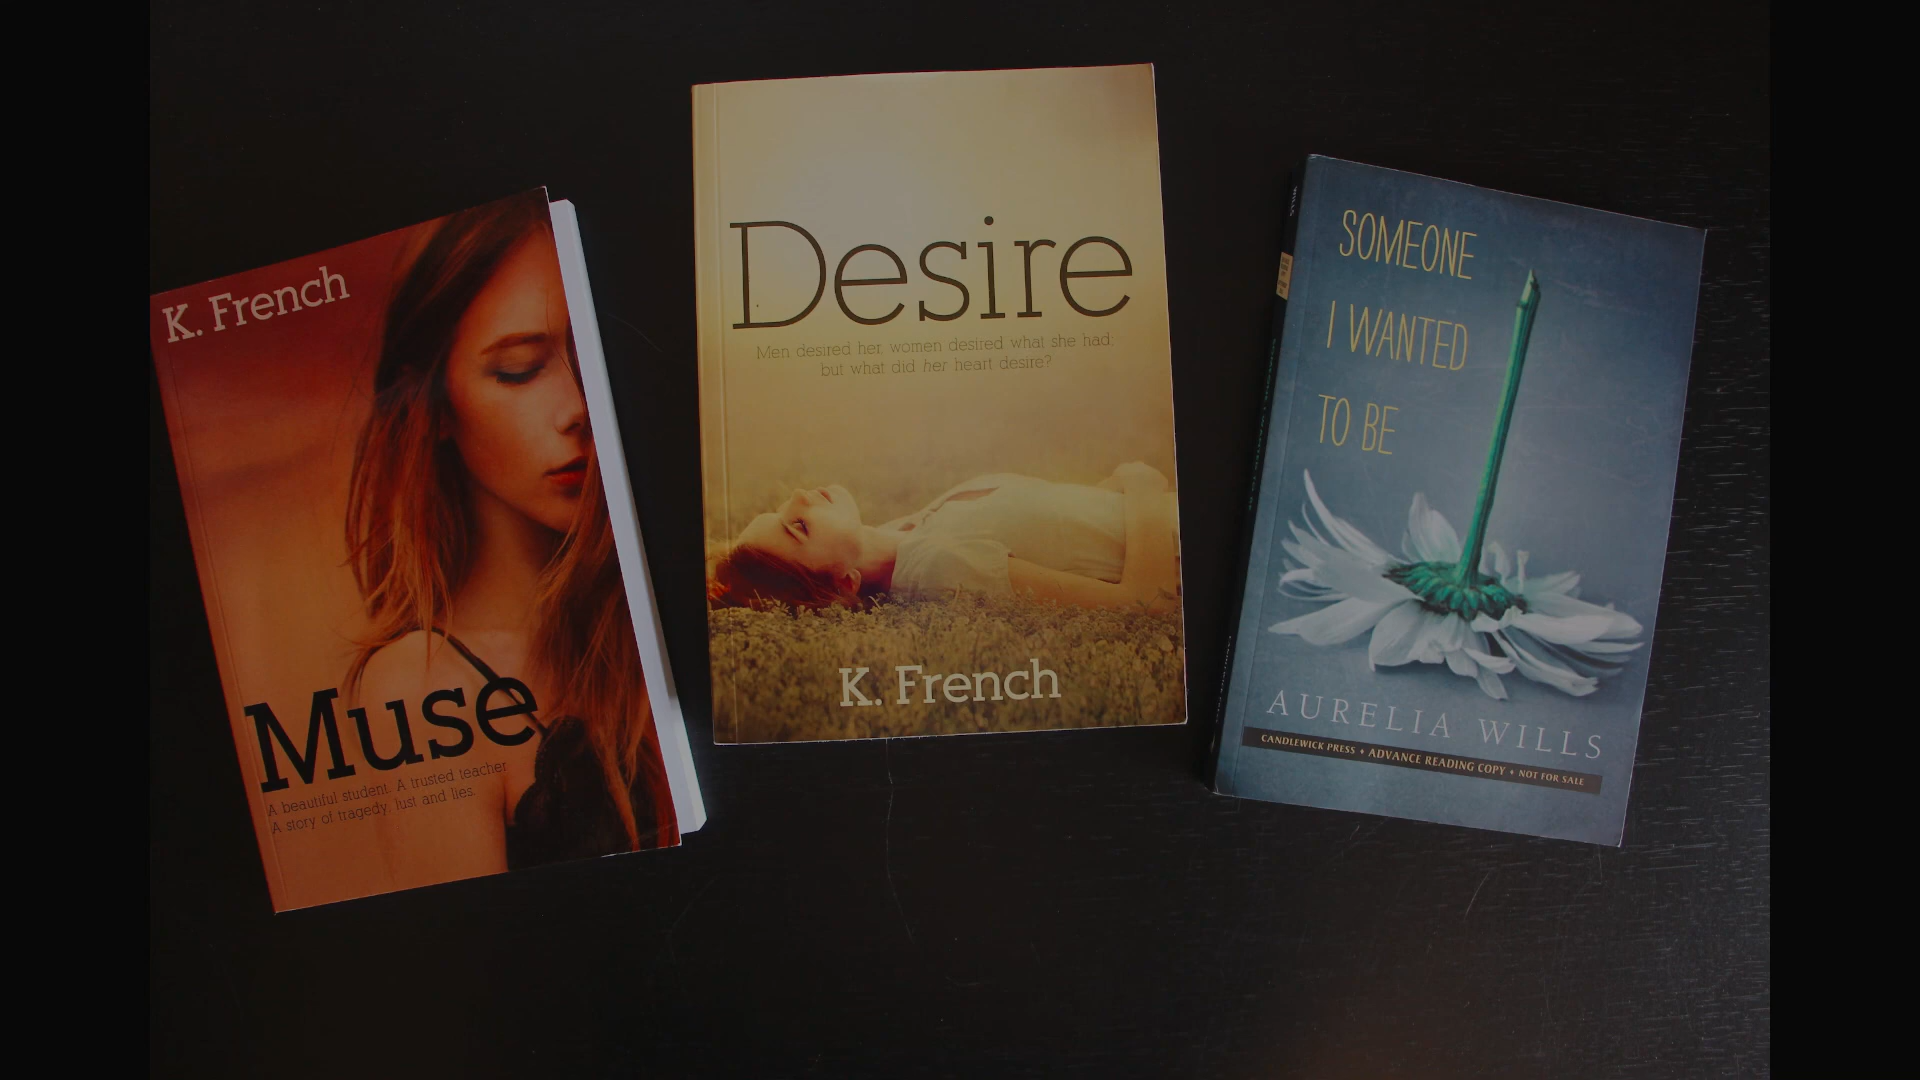 K. French
Muse
A beautiful student. A trusted teacher.
A story of tragedy, lust and lies.
Desire
Men desired her, women desired what she had;
but what did her heart desire?
K. French
SOMEONE
I WANTED
TO BE
AURELIA WILLS
CANDLEWICK PRESS • ADVANCE READING COPY • NOT FOR SALE